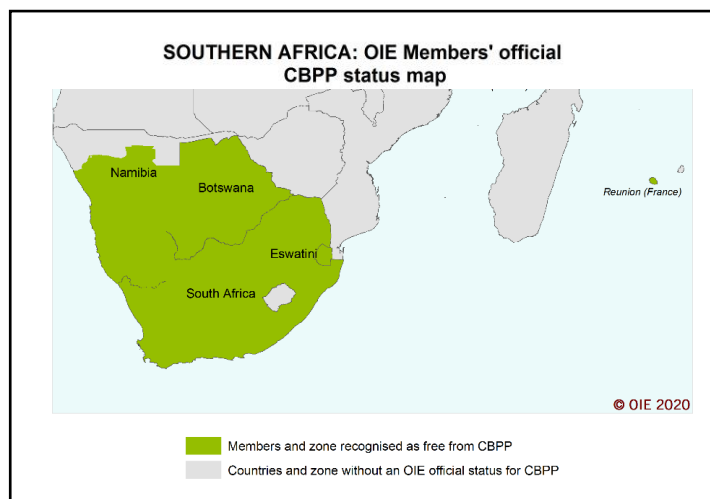 SOUTHERN AFRICA: OIE Members' official
CBPP status map
Namibia
Botswana
Reunion (France)
Eswatini
South Africa
© OIE 2020
Members and zone recognised as free from CBPP
Countries and zone without an OIE official status for CBPP